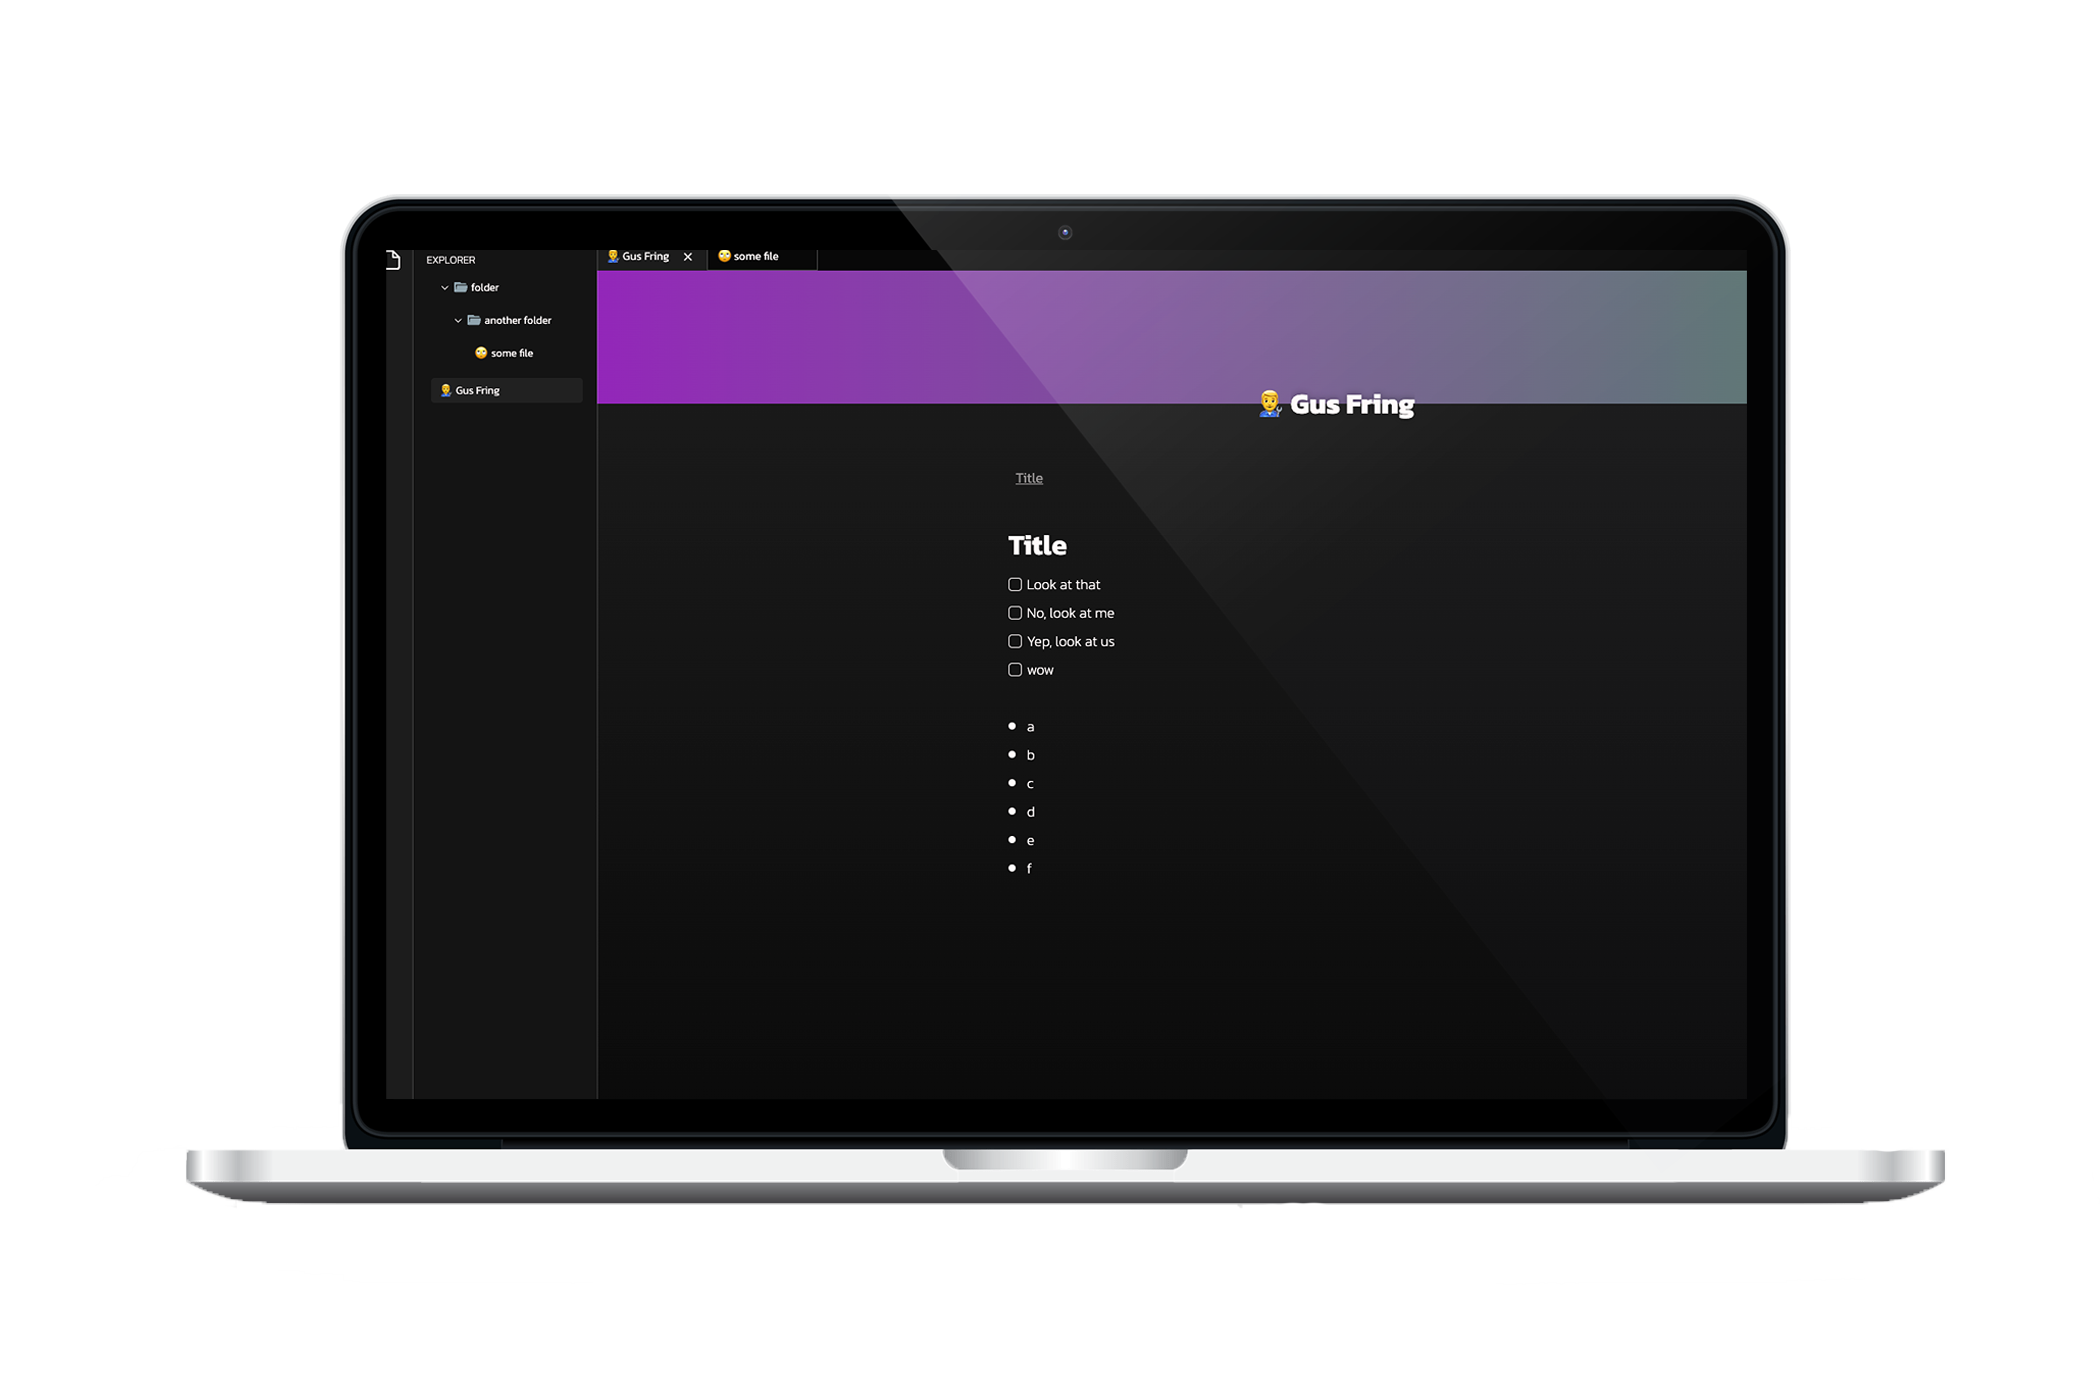 EXPLORER
folder
another folder
some file
Gus Fring
Gus Fring
some file
Gus Fring
Title
Title
Look at that
No, look at me
Yep, look at us
wow
a
b
c
d
e
f